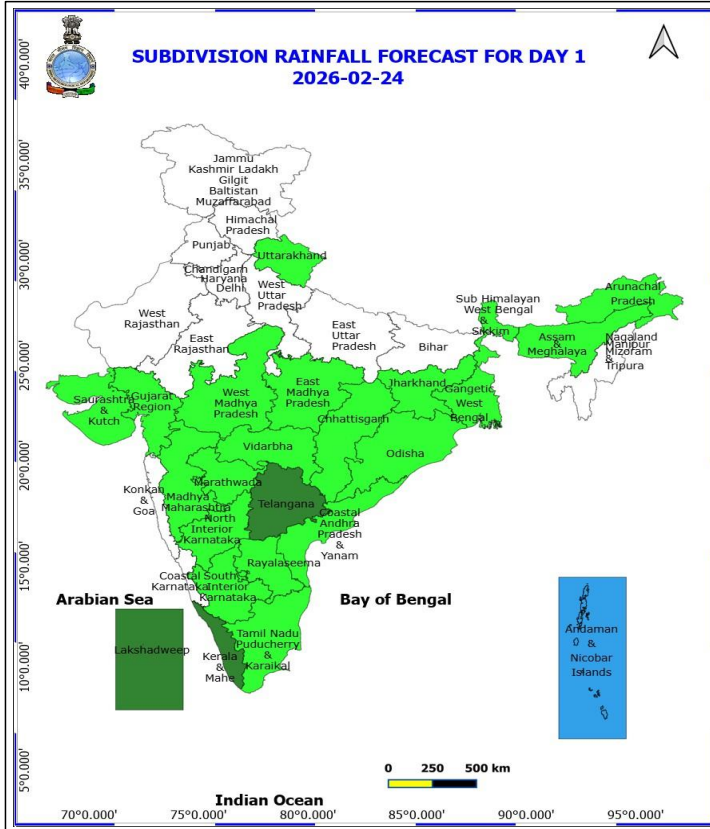 SUBDIVISION RAINFALL FORECAST FOR DAY 1
2026-02-24
40°0.000'
35°0.000'
30°0.000'
25°0.000'
20°0.000'
15°0.000'
10°0.000'
5°0.000'
Jammu
Kashmir Ladakh
Gilgit
Baltistan
Muzaffarabad
Himachal
Pradesh
Punjab
Uttarakhand
Chandigarh
Haryana
Delhi
West
Uttar
Pradesh
West
Rajasthan
East
Rajasthan
East
Uttar
Pradesh
Bihar
Sub Himalayan
West Bengal
&
Sikkim
Arunachal
Pradesh
Assam
&
Meghalaya
Nagaland
Manipur
Mizoram
&
Tripura
Saurashtra
&
Kutch
Gujarat
Region
West
Madhya
Pradesh
East
Madhya
Pradesh
Jharkhand
Gangetic
West
Bengal
Chhattisgarh
Odisha
Vidarbha
Marathwada
Madhya
Maharashtra
Konkan
&
Goa
North
Interior
Karnataka
Telangana
Coastal
Andhra
Pradesh
&
Yanam
Rayalaseema
Coastal
Karnataka
South
Interior
Karnataka
Arabian Sea
Bay of Bengal
Lakshadweep
Kerala
&
Mahe
Tamil Nadu
Puducherry
&
Karaikal
Andaman
&
Nicobar
Islands
0 250 500 km
Indian Ocean
70°0.000' 75°0.000' 80°0.000' 85°0.000' 90°0.000' 95°0.000'